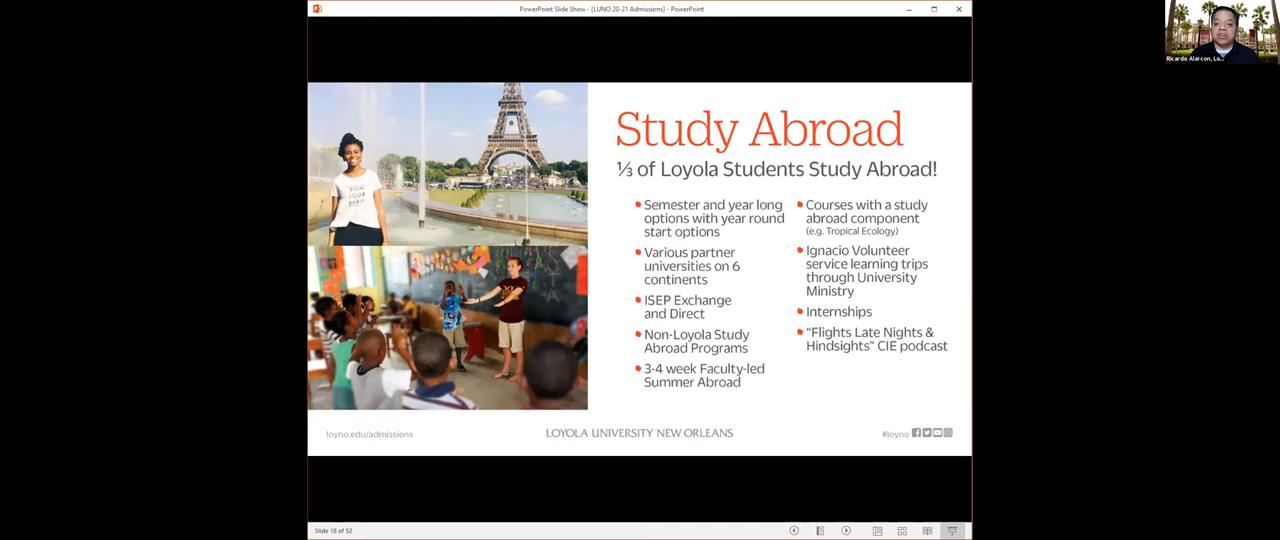 PowerPoint Slide Show - [LUNO 20-21 Admissions] - PowerPoint
Ricardo Alarcon, Lo...
BON
JOUR
Study Abroad
⅓ of Loyola Students Study Abroad!
Semester and year long
options with year round
start options
Various partner
universities on 6
continents
ISEP Exchange
and Direct
Non-Loyola Study
Abroad Programs
3-4 week Faculty-led
Summer Abroad
Courses with a study
abroad component
(e.g. Tropical Ecology)
Ignacio Volunteer
service learning trips
through University
Ministry
Internships
“Flights Late Nights &
Hindsights” CIE podcast
loyno.edu/admissions
LOYOLA UNIVERSITY NEW ORLEANS
#loyno
Slide 18 of 52